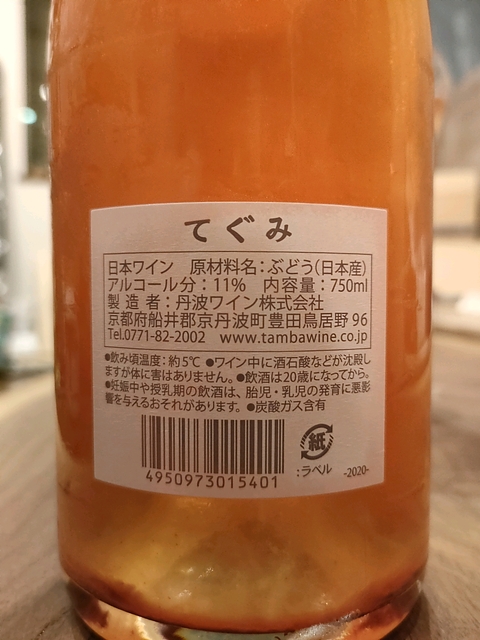 てぐみ
日本ワイン 原材料名：ぶどう（日本産）
アルコール分：11% 内容量：750ml
製造者：丹波ワイン株式会社
京都府船井郡京丹波町豊田鳥居野 96
Tel.0771-82-2002 www.tambawine.co.jp
●飲み頃温度：約5℃ ●ワイン中に酒石酸などが沈殿し
ますが体に害はありません。●飲酒は20歳になってから。
●妊娠中や授乳期の飲酒は、胎児・乳児の発育に悪影
響を与えるおそれがあります。●炭酸ガス含有
紙
4950973015401
：ラベル -2020-